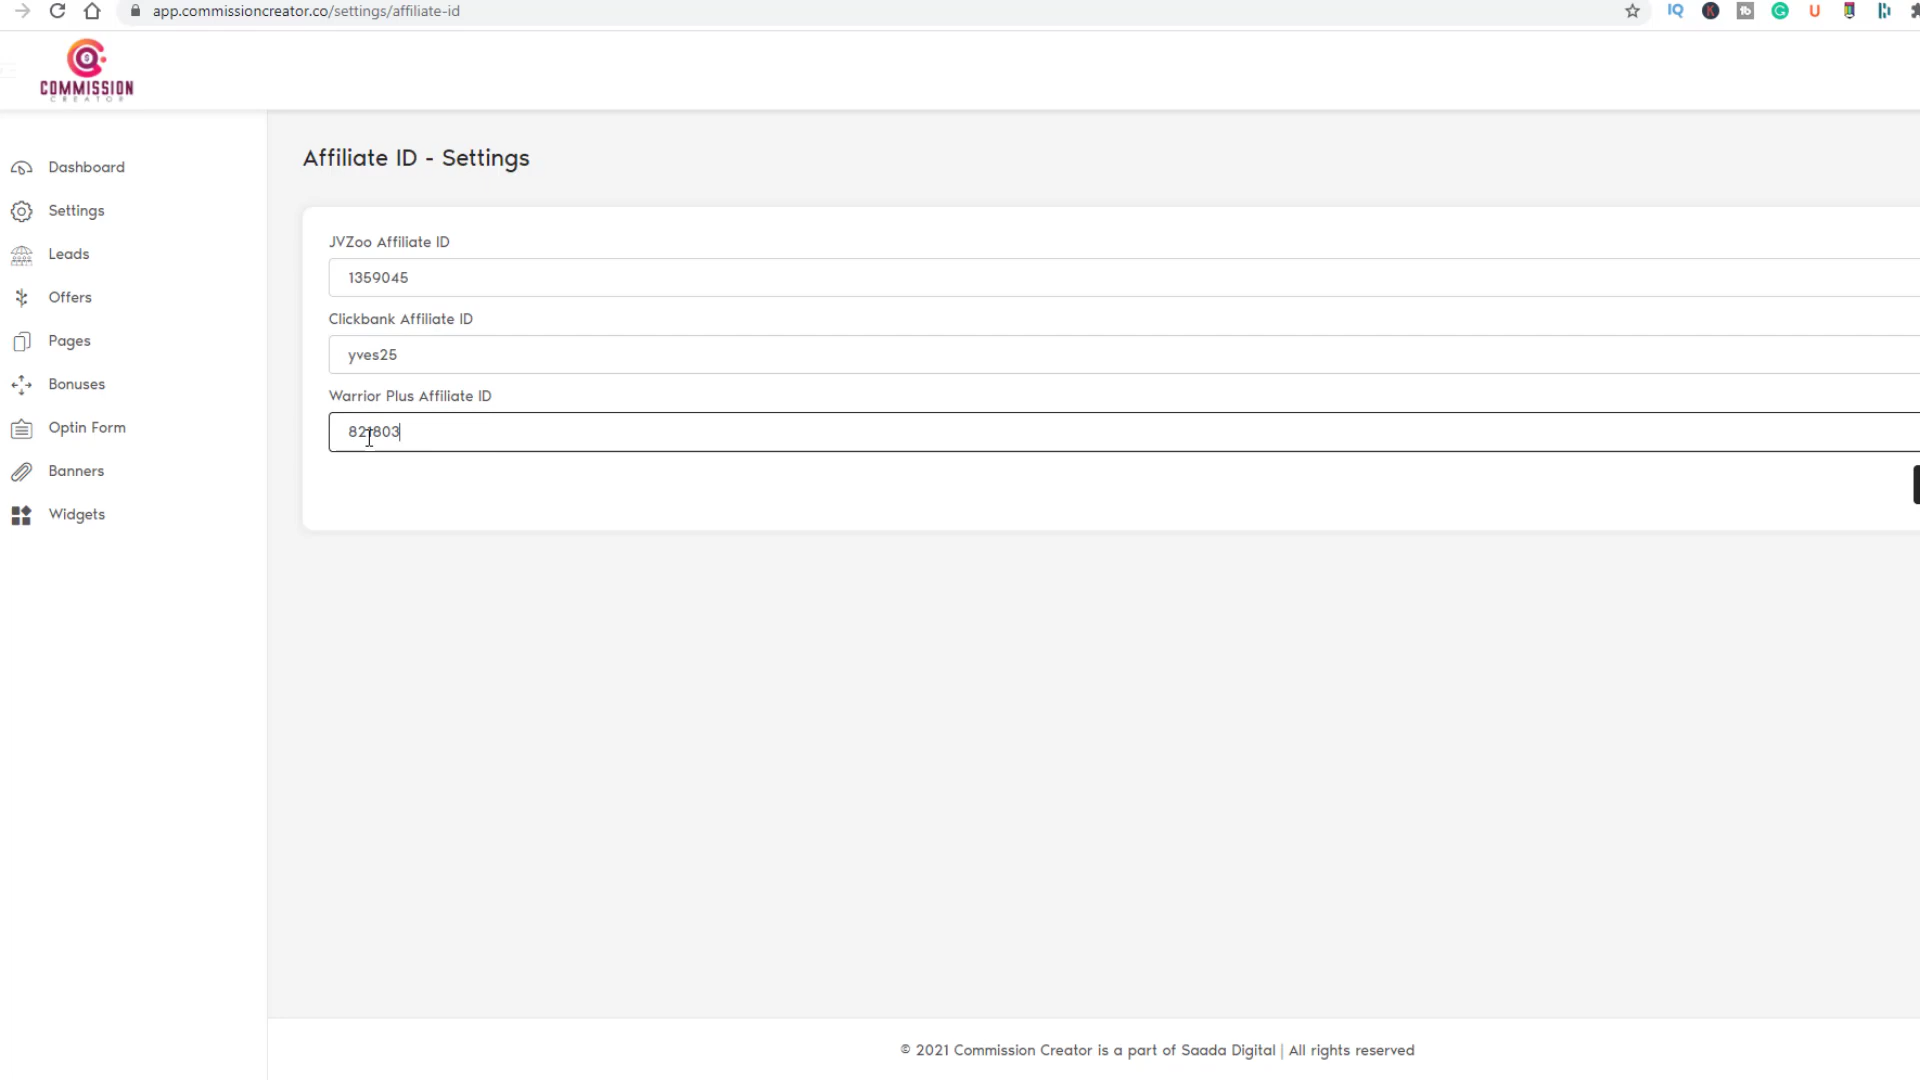 app.commissioncreator.co/settings/affiliate-id
IQ
COMMISSION
CREATOR
Affiliate ID - Settings
Dashboard
Settings
Leads
Offers
Pages
Bonuses
Optin Form
Banners
Widgets
JVZoo Affiliate ID
1359045
Clickbank Affiliate ID
yves25
Warrior Plus Affiliate ID
© 2021 Commission Creator is a part of Saada Digital | All rights reserved